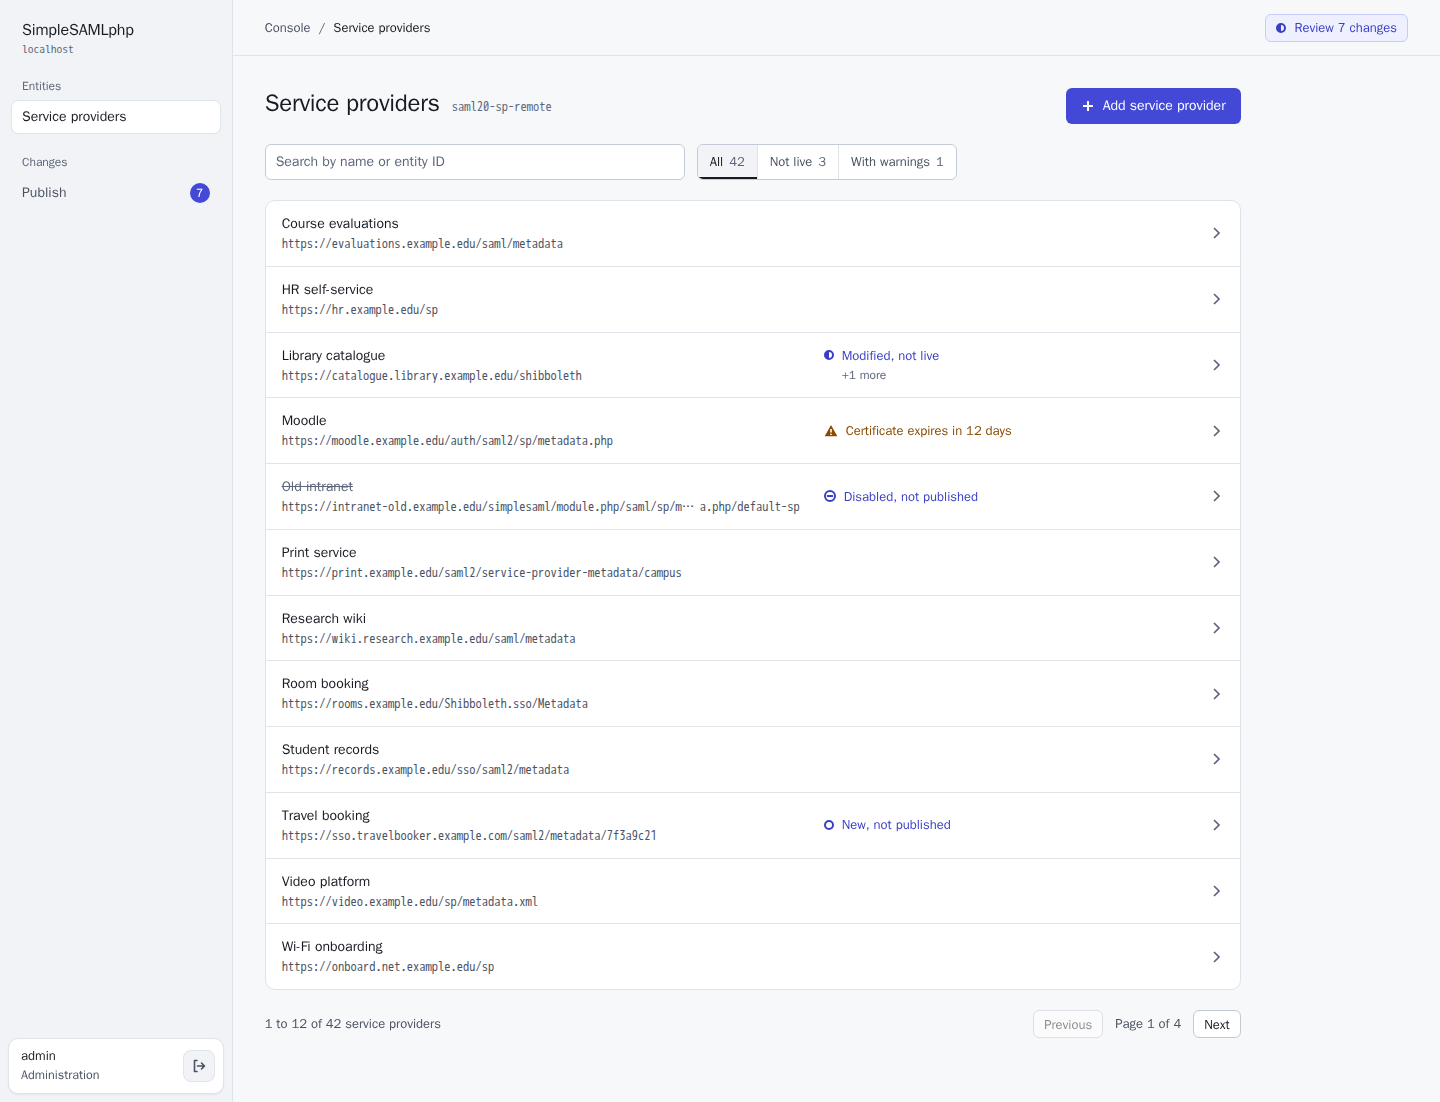 SimpleSAMLphp
localhost
Entities
Service providers
Changes
Publish 7
Console / Service providers
Review 7 changes
Service providers saml20-sp-remote
Add service provider
Search by name or entity ID
All 42 Not live 3 With warnings 1
Course evaluations
https://evaluations.example.edu/saml/metadata
HR self-service
https://hr.example.edu/sp
Library catalogue
https://catalogue.library.example.edu/shibboleth
Modified, not live
+1 more
Moodle
https://moodle.example.edu/auth/saml2/sp/metadata.php
Certificate expires in 12 days
Old intranet
https://intranet-old.example.edu/simplesaml/module.php/saml/sp/m… a.php/default-sp
Disabled, not published
Print service
https://print.example.edu/saml2/service-provider-metadata/campus
Research wiki
https://wiki.research.example.edu/saml/metadata
Room booking
https://rooms.example.edu/Shibboleth.sso/Metadata
Student records
https://records.example.edu/sso/saml2/metadata
Travel booking
https://sso.travelbooker.example.com/saml2/metadata/7f3a9c21
New, not published
Video platform
https://video.example.edu/sp/metadata.xml
Wi-Fi onboarding
https://onboard.net.example.edu/sp
1 to 12 of 42 service providers
Previous Page 1 of 4 Next
admin
Administration